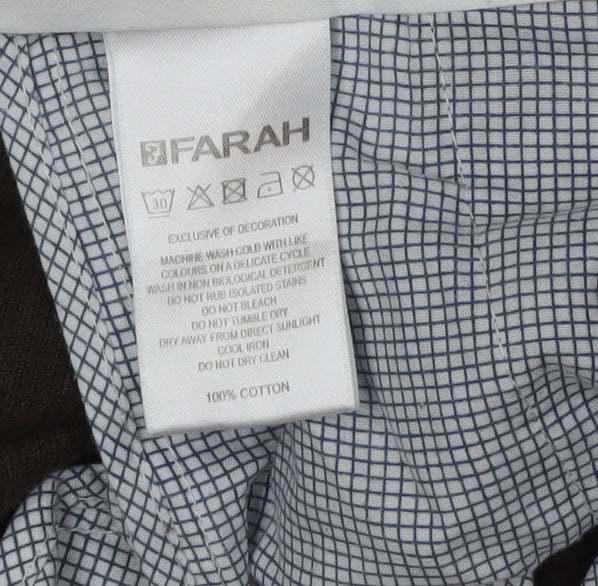 FARAH
30
EXCLUSIVE OF DECORATION
MACHINE WASH COLD WITH LIKE
COLOURS ON A DELICATE CYCLE
WASH IN NON BIOLOGICAL DETERGENT
DO NOT RUB ISOLATED STAINS
DO NOT BLEACH
DO NOT TUMBLE DRY
DRY AWAY FROM DIRECT SUNLIGHT
COOL IRON
DO NOT DRY CLEAN
100% COTTON